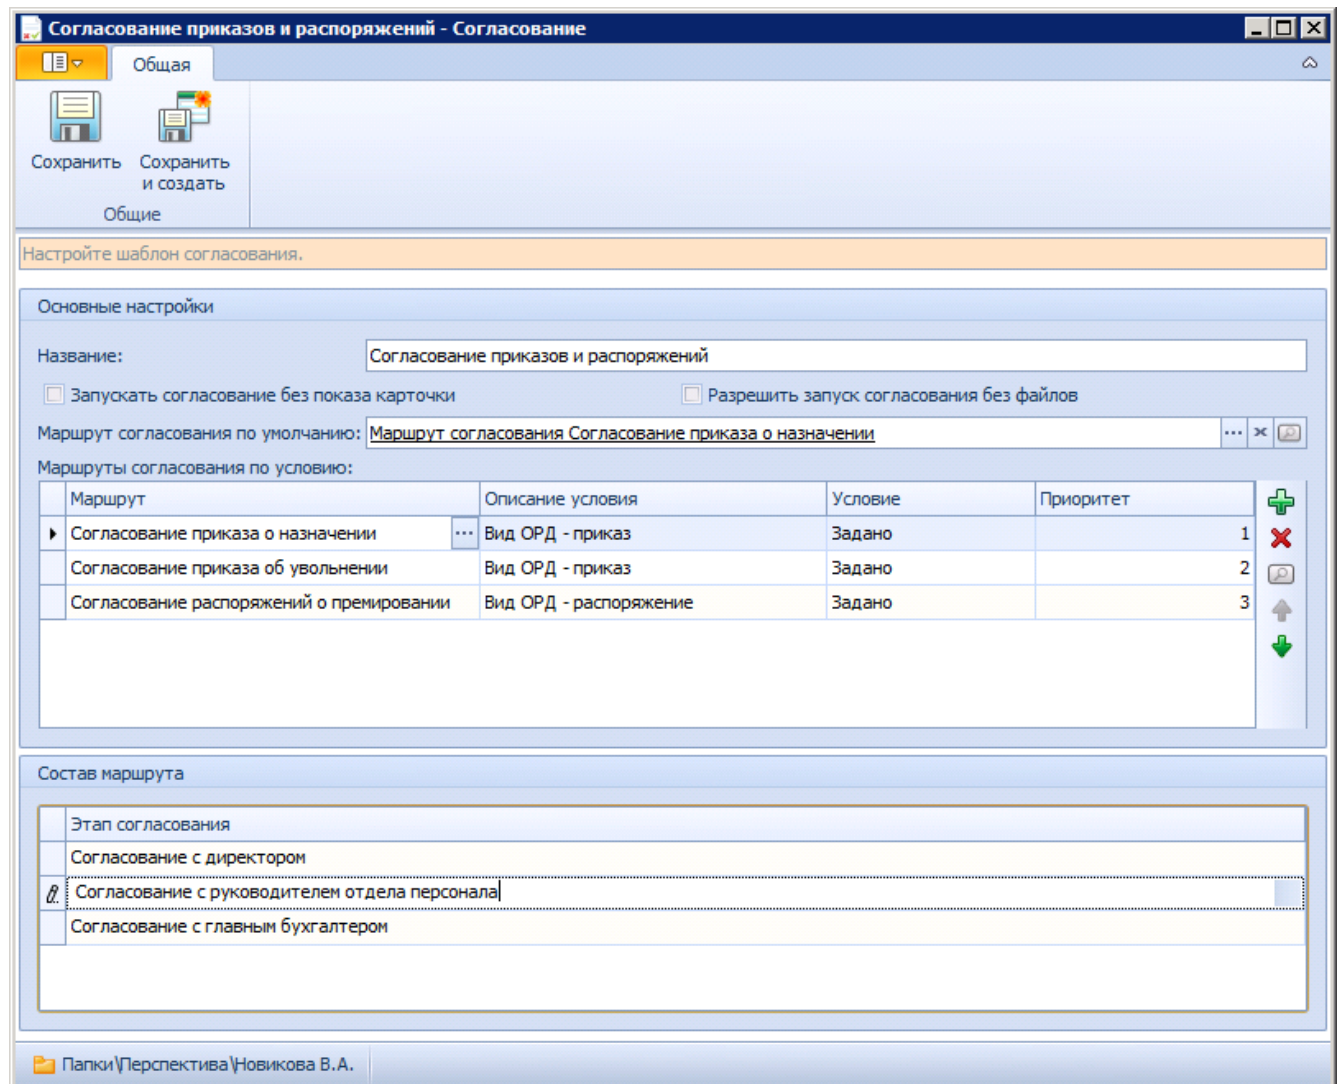 Согласование приказов и распоряжений - Согласование
Общая
Сохранить
Сохранить
и создать
Общие
Настройте шаблон согласования.
Основные настройки
Название: Согласование приказов и распоряжений
Запускать согласование без показа карточки Разрешить запуск согласования без файлов
Маршрут согласования по умолчанию: Маршрут согласования Согласование приказа о назначении
Маршруты согласования по условию:
Маршрут Описание условия Условие Приоритет
Согласование приказа о назначении ... Вид ОРД - приказ Задано 1
Согласование приказа об увольнении Вид ОРД - приказ Задано 2
Согласование распоряжений о премировании Вид ОРД - распоряжение Задано 3
Состав маршрута
Этап согласования
Согласование с директором
Согласование с руководителем отдела персонала
Согласование с главным бухгалтером
Папки\Перспектива\Новикова В.А.